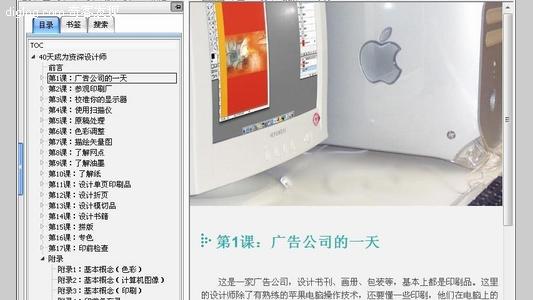 目录
书签
搜索
TOC
40天成为资深设计师
前言
第1课：广告公司的一天
第2课：参观印刷厂
第3课：校准你的显示器
第4课：使用扫描仪
第5课：原稿处理
第6课：色彩调整
第7课：描绘矢量图
第8课：了解网点
第9课：了解油墨
第10课：了解纸
第11课：设计单页印刷品
第12课：设计折页
第13课：设计模切品
第14课：设计书籍
第15课：拼版
第16课：专色
第17课：印前检查
附录
附录1：基本概念（色彩）
附录2：基本概念（计算机图像）
附录3：基本概念（印刷）
第1课：广告公司的一天
这是一家广告公司，设计书刊、画册、包装等，基本上都是印刷品。这里
的设计师除了有熟练的苹果电脑操作技术，还要懂一些印刷，他们在电脑上的